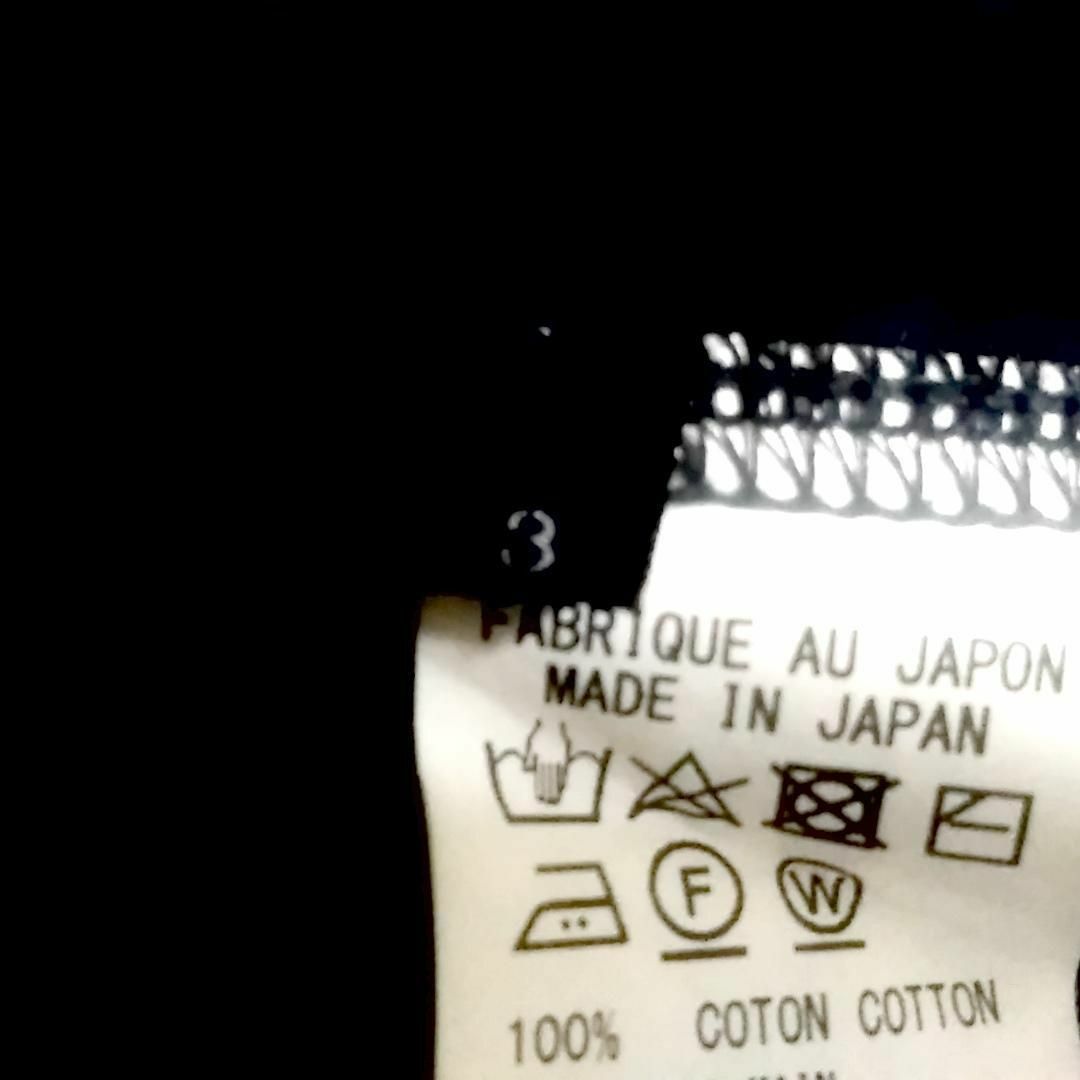 3
FABRIQUE AU JAPON
MADE IN JAPAN
F W
100% COTON COTTON